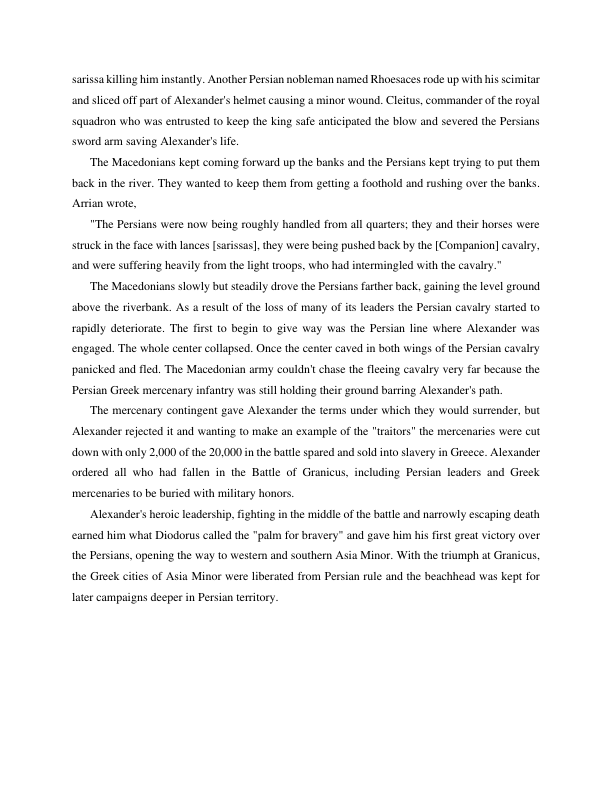 sarissa killing him instantly. Another Persian nobleman named Rhoesaces rode up with his scimitar
and sliced off part of Alexander's helmet causing a minor wound. Cleitus, commander of the royal
squadron who was entrusted to keep the king safe anticipated the blow and severed the Persians
sword arm saving Alexander's life.
The Macedonians kept coming forward up the banks and the Persians kept trying to put them
back in the river. They wanted to keep them from getting a foothold and rushing over the banks.
Arrian wrote,
"The Persians were now being roughly handled from all quarters; they and their horses were
struck in the face with lances [sarissas], they were being pushed back by the [Companion] cavalry,
and were suffering heavily from the light troops, who had intermingled with the cavalry."
The Macedonians slowly but steadily drove the Persians farther back, gaining the level ground
above the riverbank. As a result of the loss of many of its leaders the Persian cavalry started to
rapidly deteriorate. The first to begin to give way was the Persian line where Alexander was
engaged. The whole center collapsed. Once the center caved in both wings of the Persian cavalry
panicked and fled. The Macedonian army couldn't chase the fleeing cavalry very far because the
Persian Greek mercenary infantry was still holding their ground barring Alexander's path.
The mercenary contingent gave Alexander the terms under which they would surrender, but
Alexander rejected it and wanting to make an example of the "traitors" the mercenaries were cut
down with only 2,000 of the 20,000 in the battle spared and sold into slavery in Greece. Alexander
ordered all who had fallen in the Battle of Granicus, including Persian leaders and Greek
mercenaries to be buried with military honors.
Alexander's heroic leadership, fighting in the middle of the battle and narrowly escaping death
earned him what Diodorus called the "palm for bravery" and gave him his first great victory over
the Persians, opening the way to western and southern Asia Minor. With the triumph at Granicus,
the Greek cities of Asia Minor were liberated from Persian rule and the beachhead was kept for
later campaigns deeper in Persian territory.